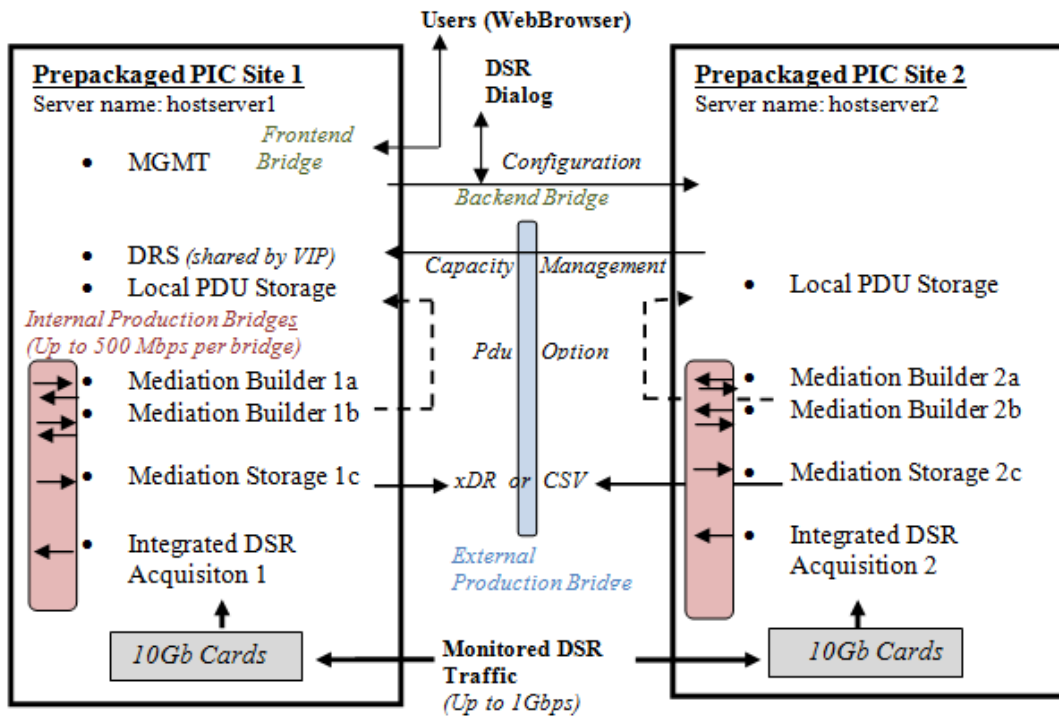 Users (WebBrowser)
Prepackaged PIC Site 1
Server name: hostserver1
Frontend
Bridge
• MGMT
• DRS (shared by VIP)
• Local PDU Storage
Internal Production Bridges
(Up to 500 Mbps per bridge)
• Mediation Builder 1a
• Mediation Builder 1b
• Mediation Storage 1c
• Integrated DSR
Acquisiton 1
10Gb Cards
DSR
Dialog
Configuration
Backend Bridge
Capacity Management
Pdu Option
xDR or CSV
External
Production Bridge
Monitored DSR
Traffic
(Up to 1Gbps)
Prepackaged PIC Site 2
Server name: hostserver2
• Local PDU Storage
• Mediation Builder 2a
• Mediation Builder 2b
• Mediation Storage 2c
• Integrated DSR
Acquisition 2
10Gb Cards